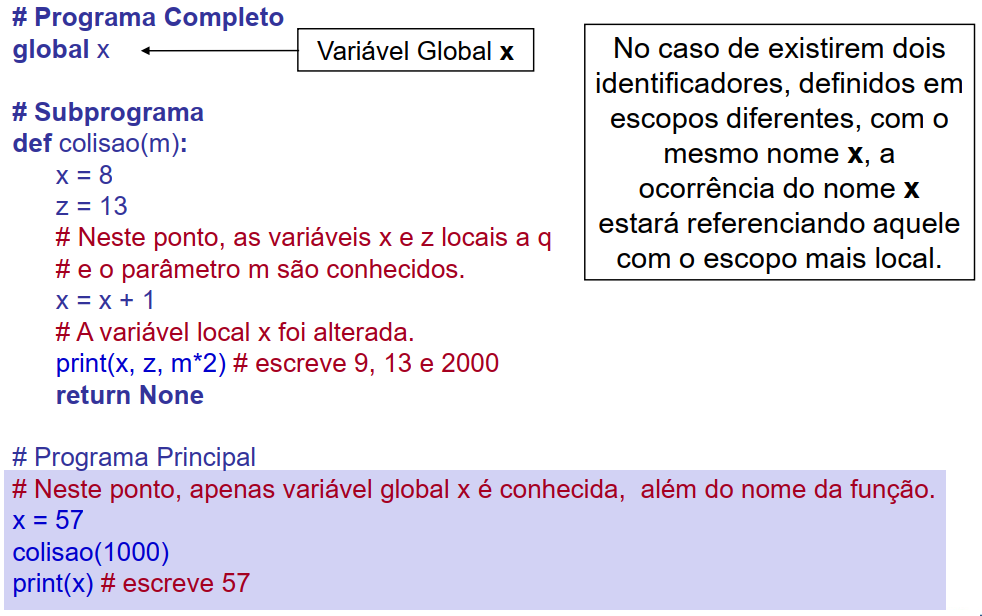 # Programa Completo
global x
Variável Global x
No caso de existirem dois
identificadores, definidos em
escopos diferentes, com o
mesmo nome x, a
ocorrência do nome x
estará referenciando aquele
com o escopo mais local.
# Subprograma
def colisao(m):
x = 8
z = 13
# Neste ponto, as variáveis x e z locais a q
# e o parâmetro m são conhecidos.
x = x + 1
# A variável local x foi alterada.
print(x, z, m*2) # escreve 9, 13 e 2000
return None
# Programa Principal
# Neste ponto, apenas variável global x é conhecida, além do nome da função.
x = 57
colisao(1000)
print(x) # escreve 57